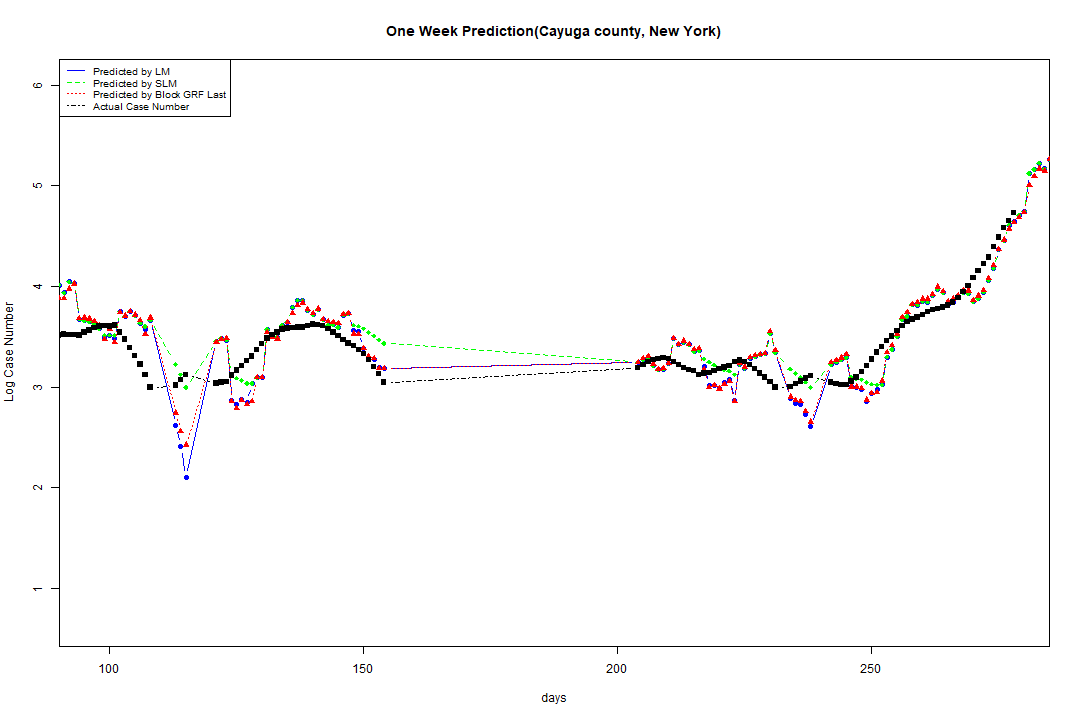 One Week Prediction(Cayuga county, New York)
Predicted by LM
Predicted by SLM
Predicted by Block GRF Last
Actual Case Number
6
5
4
3
2
1
Log Case Number
100 150 200 250
days